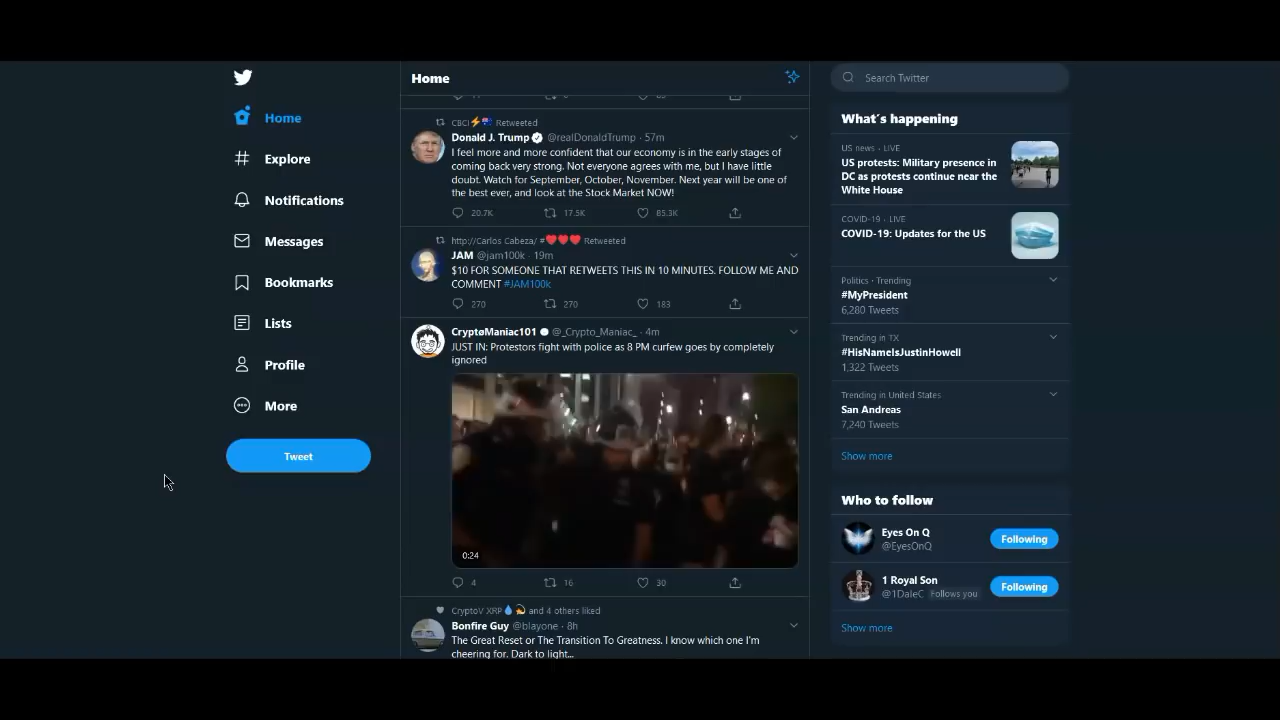 Home
Explore
Notifications
Messages
Bookmarks
Lists
Profile
More
Tweet
Home
CBCI⚡🇦🇺 Retweeted
Donald J. Trump @realDonaldTrump · 57m
I feel more and more confident that our economy is in the early stages of
coming back very strong. Not everyone agrees with me, but I have little
doubt. Watch for September, October, November. Next year will be one of
the best ever, and look at the Stock Market NOW!
20.7K 17.5K 85.3K
http://Carlos Cabeza/ #❤️❤️❤️ Retweeted
JAM @jam100k · 19m
$10 FOR SOMEONE THAT RETWEETS THIS IN 10 MINUTES. FOLLOW ME AND
COMMENT #JAM100k
270 270 183
CryptøManiac101 @_Crypto_Maniac_ · 4m
JUST IN: Protestors fight with police as 8 PM curfew goes by completely
ignored
0:24
4 16 30
CryptoV XRP💧💫 and 4 others liked
Bonfire Guy @blayone · 8h
The Great Reset or The Transition To Greatness. I know which one I'm
cheering for. Dark to light...
Search Twitter
What's happening
US news · LIVE
US protests: Military presence in
DC as protests continue near the
White House
COVID-19 · LIVE
COVID-19: Updates for the US
Politics · Trending
#MyPresident
6,280 Tweets
Trending in TX
#HisNameIsJustinHowell
1,322 Tweets
Trending in United States
San Andreas
7,240 Tweets
Show more
Who to follow
Eyes On Q
@EyesOnQ
Following
1 Royal Son
@1DaleC Follows you
Following
Show more